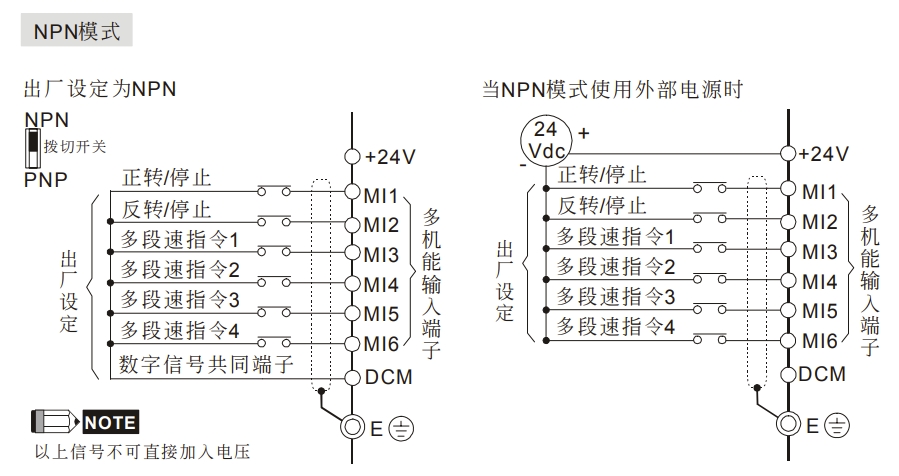 NPN模式
出厂设定为NPN
NPN
拨切开关
PNP
+24V
正转/停止
MI1
反转/停止
MI2
多段速指令1
MI3
多段速指令2
MI4
多段速指令3
MI5
多段速指令4
MI6
数字信号共同端子
DCM
出厂设定
多机能输入端子
E
NOTE
以上信号不可直接加入电压
当NPN模式使用外部电源时
24
Vdc
+
-
+24V
正转/停止
MI1
反转/停止
MI2
多段速指令1
MI3
多段速指令2
MI4
多段速指令3
MI5
多段速指令4
MI6
DCM
出厂设定
多机能输入端子
E